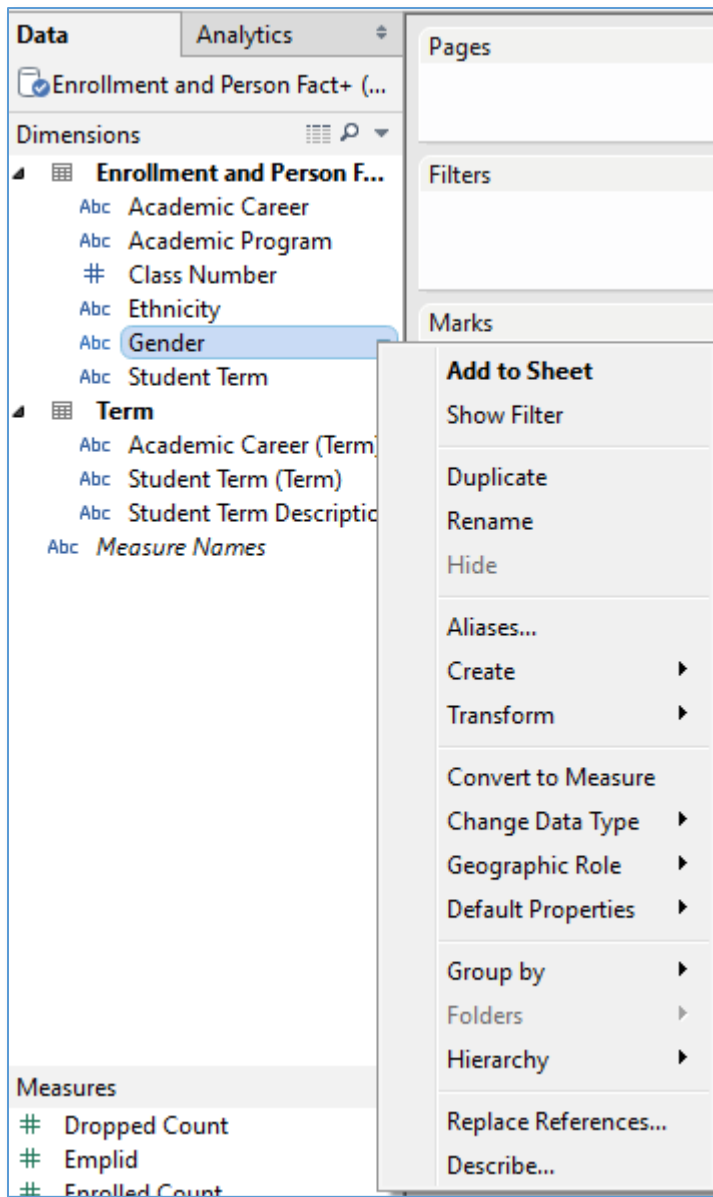 Data
Analytics
Enrollment and Person Fact+ (...
Dimensions
Enrollment and Person F...
Abc Academic Career
Abc Academic Program
# Class Number
Abc Ethnicity
Abc Gender
Abc Student Term
Term
Abc Academic Career (Term)
Abc Student Term (Term)
Abc Student Term Descriptio
Abc Measure Names
Measures
# Dropped Count
# Emplid
# Enrolled Count
Pages
Filters
Marks
Add to Sheet
Show Filter
Duplicate
Rename
Hide
Aliases...
Create
Transform
Convert to Measure
Change Data Type
Geographic Role
Default Properties
Group by
Folders
Hierarchy
Replace References...
Describe...